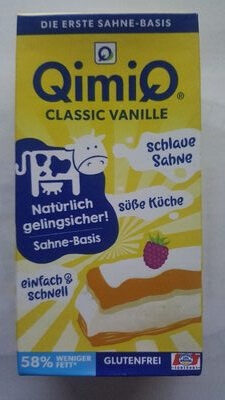 DIE ERSTE SAHNE-BASIS
QimiQ®
CLASSIC VANILLE
schlaue
Sahne
Natürlich
gelingsicher!
Sahne-Basis
süße Küche
einfach &
schnell
58% WENIGER
FETT*
GLUTENFREI